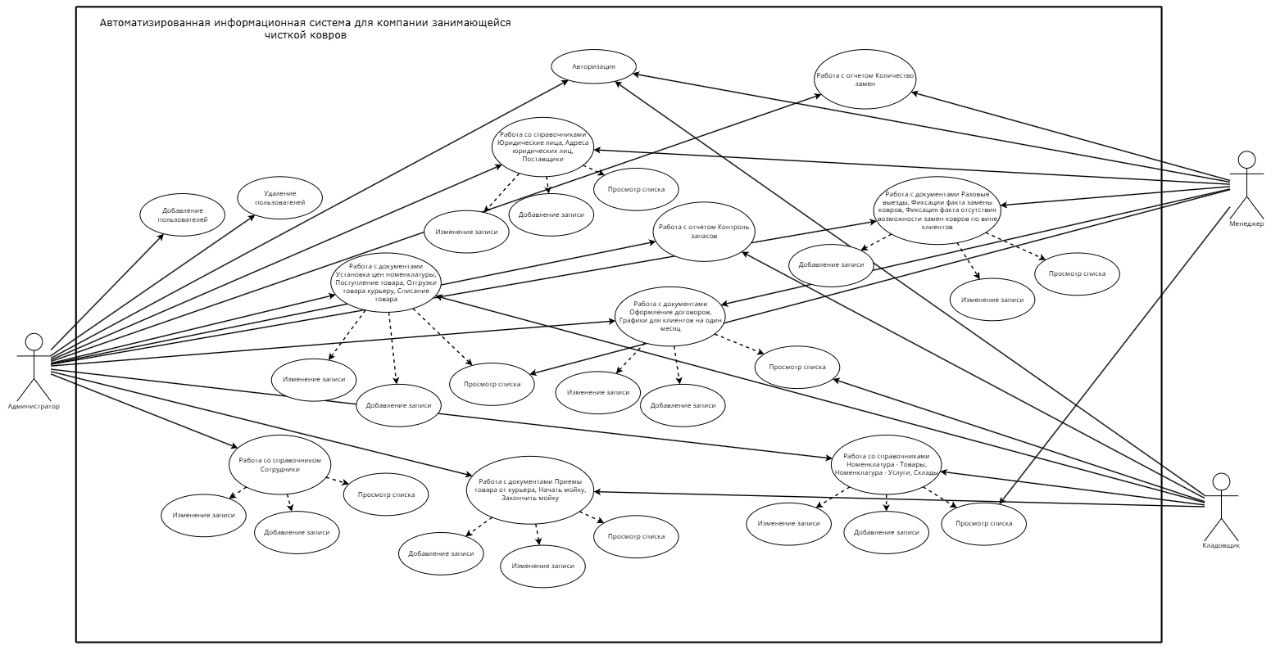 Автоматизированная информационная система для компании занимающейся
чисткой ковров
Авторизация
Работа с отчетом Количество
замен
Работа со справочниками
Юридические лица, Адреса
юридических лиц,
Поставщики
Просмотр списка
Добавление записи
Изменение записи
Удаление
пользователей
Добавление
пользователей
Работа с документами Разовые
выезды, Фиксации факта замены
ковров, Фиксация факта отсутствия
возможности замен ковров по вине
клиентов
Добавление записи
Изменение записи
Просмотр списка
Менеджер
Работа с отчетом Контроль
запасов
Работа с документами
Установка цен номенклатуры,
Поступление товара, Отгрузки
товара курьеру, Списание
товара
Изменение записи
Добавление записи
Просмотр списка
Работа с документами
Оформление договоров,
Графики для клиентов на один
месяц
Изменение записи
Добавление записи
Просмотр списка
Администратор
Работа со справочником
Сотрудники
Изменение записи
Добавление записи
Просмотр списка
Работа с документами Приемы
товара от курьера, Начать мойку,
Закончить мойку
Добавление записи
Изменение записи
Просмотр списка
Работа со справочниками
Номенклатура - Товары,
Номенклатура - Услуги, Склады
Изменение записи
Добавление записи
Просмотр списка
Кладовщик